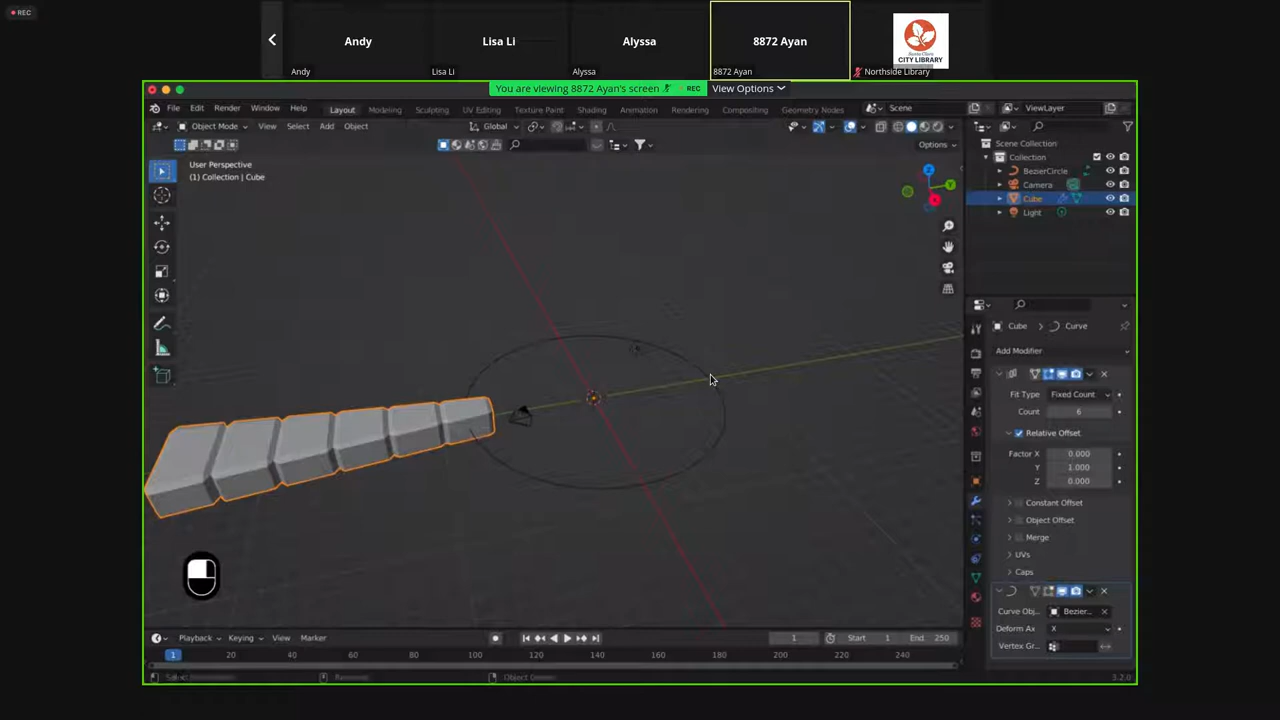 REC
Andy
Lisa Li
Alyssa
8872 Ayan
CITY LIBRARY
Andy
Lisa Li
Alyssa
8872 Ayan
Northside Library
You are viewing 8872 Ayan's screen
REC
View Options
File
Edit
Render
Window
Help
Layout
Modeling
Sculpting
UV Editing
Texture Paint
Shading
Animation
Rendering
Compositing
Geometry Nodes
Scene
ViewLayer
Object Mode
View
Select
Add
Object
Global
Options
User Perspective
(1) Collection | Cube
Z
Y
X
Scene Collection
Collection
BezierCircle
Camera
Cube
Light
Cube
Curve
Add Modifier
Fit Type
Fixed Count
Count
6
Relative Offset
Factor X
0.000
Y
1.000
Z
0.000
Constant Offset
Object Offset
Merge
UVs
Caps
Curve Obj...
Bezier...
Deform Ax
X
Vertex Gr...
Playback
Keying
View
Marker
1
Start
1
End
250
1
20
40
60
80
100
120
140
160
180
200
220
240
Select
3.2.0